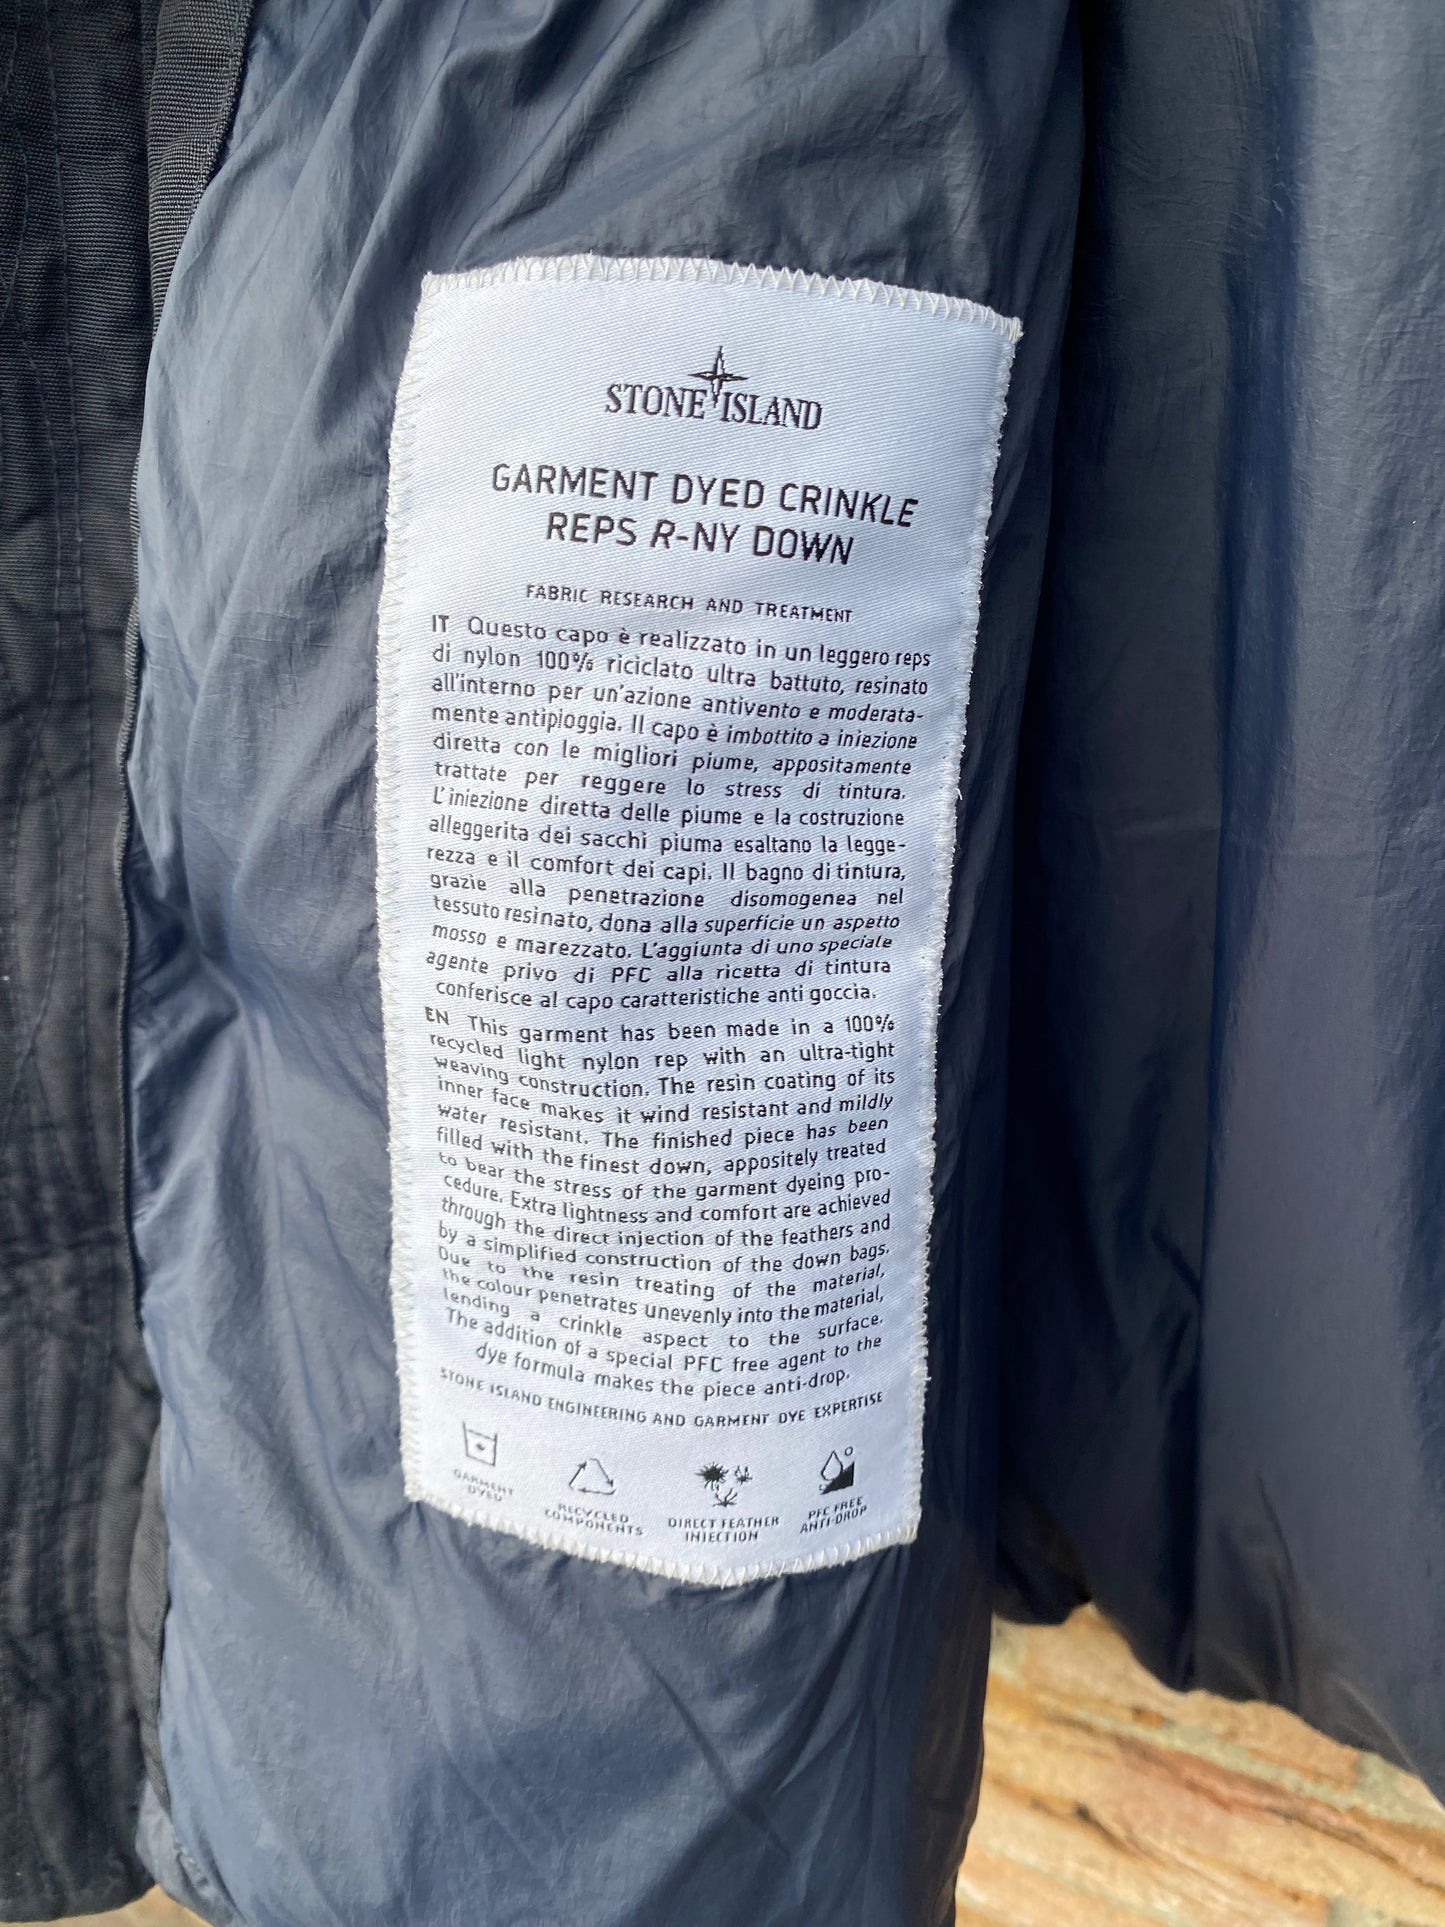 STONE ISLAND
GARMENT DYED CRINKLE
REPS R-NY DOWN
FABRIC RESEARCH AND TREATMENT
IT Questo capo è realizzato in un leggero reps
di nylon 100% riciclato ultra battuto, resinato
all'interno per un'azione antivento e moderata-
mente antipioggia. Il capo è imbottito a iniezione
diretta con le migliori piume, appositamente
trattate per reggere lo stress di tintura.
L'iniezione diretta delle piume e la costruzione
alleggerita dei sacchi piuma esaltano la legge-
rezza e il comfort dei capi. Il bagno di tintura,
grazie alla penetrazione disomogenea nel
tessuto resinato, dona alla superficie un aspetto
mosso e marezzato. L'aggiunta di uno speciale
agente privo di PFC alla ricetta di tintura
conferisce al capo caratteristiche anti goccia.
EN This garment has been made in a 100%
recycled light nylon rep with an ultra-tight
weaving construction. The resin coating of its
inner face makes it wind resistant and mildly
water resistant. The finished piece has been
filled with the finest down, appositely treated
to bear the stress of the garment dyeing pro-
cedure. Extra lightness and comfort are achieved
through the direct injection of the feathers and
by a simplified construction of the down bags.
Due to the resin treating of the material,
the colour penetrates unevenly into the material,
lending a crinkle aspect to the surface.
The addition of a special PFC free agent to the
dye formula makes the piece anti-drop.
STONE ISLAND ENGINEERING AND GARMENT DYE EXPERTISE
GARMENT
DYED
RECYCLED
COMPONENTS
DIRECT FEATHER
INJECTION
PFC FREE
ANTI-DROP